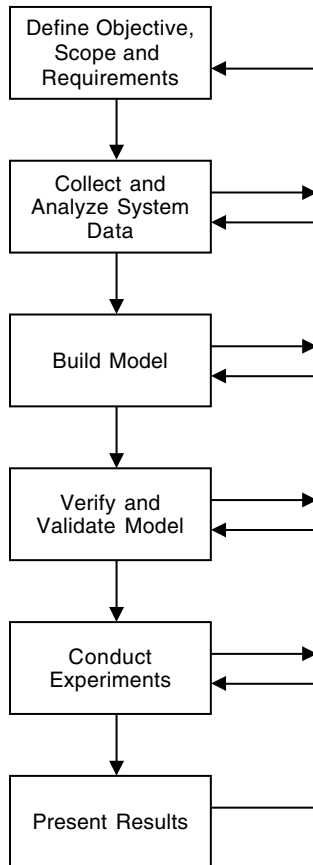 Define Objective,
Scope and
Requirements
Collect and
Analyze System
Data
Build Model
Verify and
Validate Model
Conduct
Experiments
Present Results